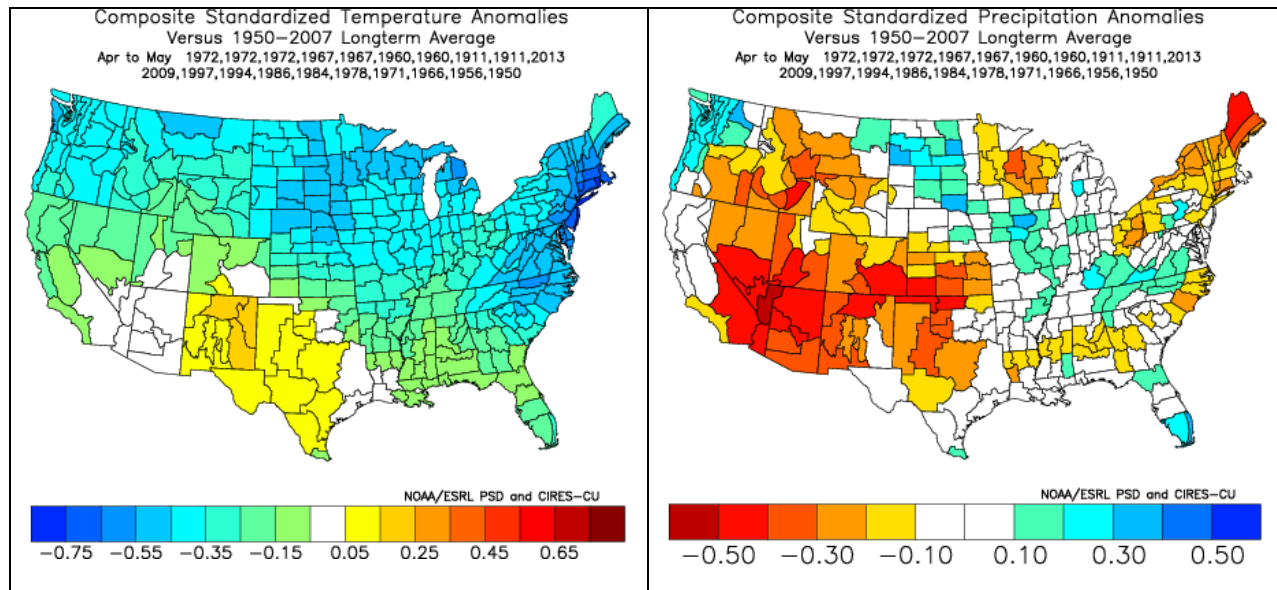 Composite Standardized Temperature Anomalies
Versus 1950−2007 Longterm Average
Apr to May 1972,1972,1972,1967,1967,1960,1960,1911,1911,2013
2009,1997,1994,1986,1984,1978,1971,1966,1956,1950
NOAA/ESRL PSD and CIRES−CU
−0.75 −0.55 −0.35 −0.15 0.05 0.25 0.45 0.65
Composite Standardized Precipitation Anomalies
Versus 1950−2007 Longterm Average
Apr to May 1972,1972,1972,1967,1967,1960,1960,1911,1911,2013
2009,1997,1994,1986,1984,1978,1971,1966,1956,1950
NOAA/ESRL PSD and CIRES−CU
−0.50 −0.30 −0.10 0.10 0.30 0.50